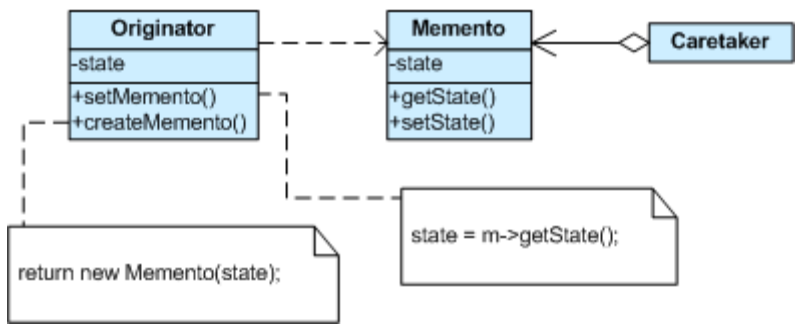 Originator
-state
+setMemento()
+createMemento()
Memento
-state
+getState()
+setState()
Caretaker
state = m->getState();
return new Memento(state);